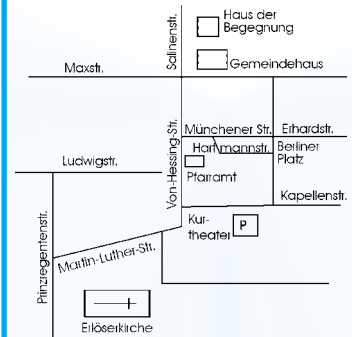 Haus der
Begegnung
Salinenstr.
Gemeindehaus
Maxstr.
Von-Hessing-Str.
Münchener Str.
Erhardstr.
Hartmannstr.
Berliner
Platz
Ludwigstr.
Pfarramt
Kapellenstr.
Kur-
theater
P
Prinzregentenstr.
Martin-Luther-Str.
Erlöserkirche